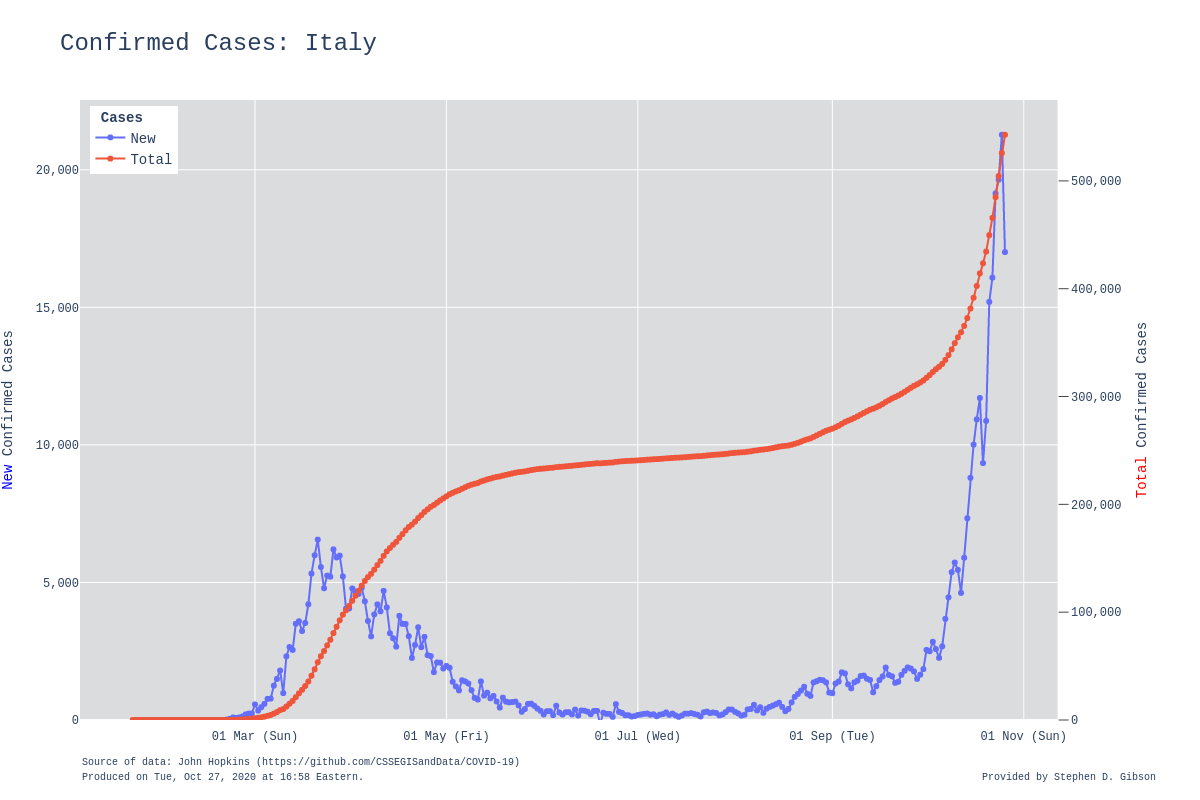 Confirmed Cases: Italy
Cases
New
Total
20,000
15,000
10,000
5,000
0
New Confirmed Cases
500,000
400,000
300,000
200,000
100,000
0
Total Confirmed Cases
01 Mar (Sun)
01 May (Fri)
01 Jul (Wed)
01 Sep (Tue)
01 Nov (Sun)
Source of data: John Hopkins (https://github.com/CSSEGISandData/COVID-19)
Produced on Tue, Oct 27, 2020 at 16:58 Eastern.
Provided by Stephen D. Gibson